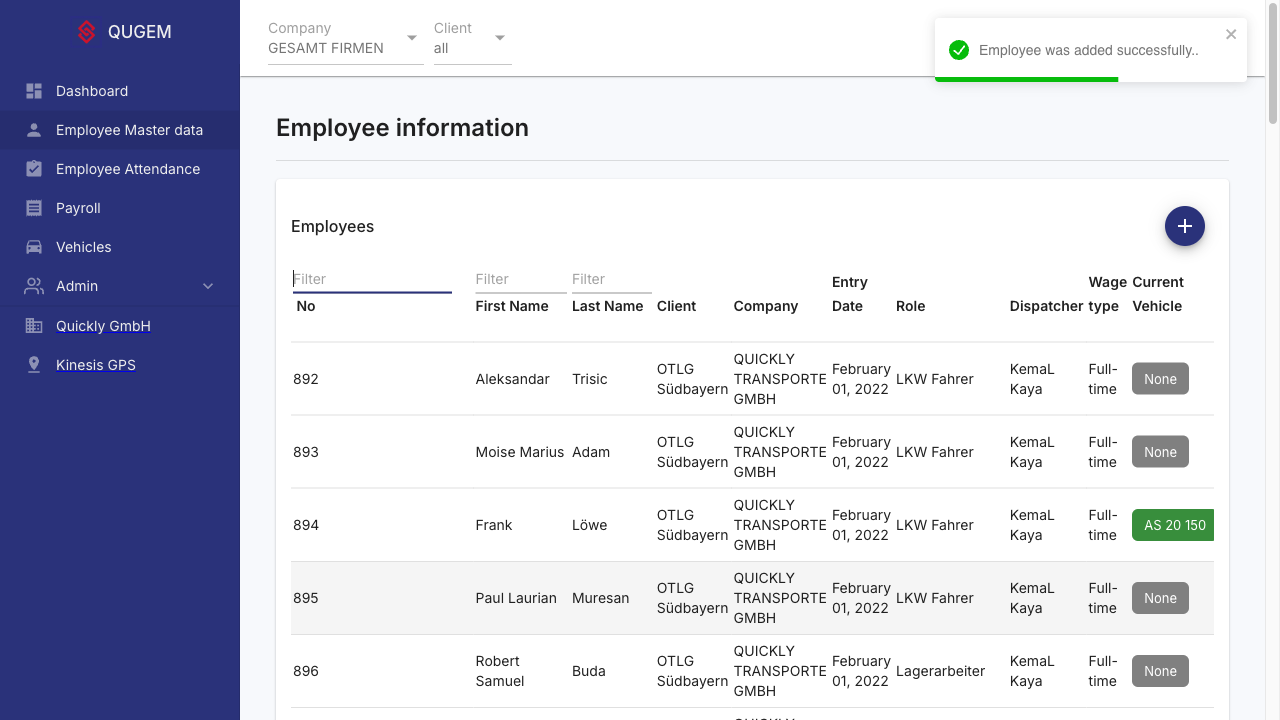 QUGEM
Dashboard
Employee Master data
Employee Attendance
Payroll
Vehicles
Admin
Quickly GmbH
Kinesis GPS
Company
GESAMT FIRMEN
Client
all
Employee was added successfully..
Employee information
Employees
Filter Filter Filter
No First Name Last Name Client Company Entry Date Role Dispatcher Wage type Current Vehicle
892 Aleksandar Trisic OTLG Südbayern QUICKLY TRANSPORTE GMBH February 01, 2022 LKW Fahrer KemaL Kaya Full-time None
893 Moise Marius Adam OTLG Südbayern QUICKLY TRANSPORTE GMBH February 01, 2022 LKW Fahrer KemaL Kaya Full-time None
894 Frank Löwe OTLG Südbayern QUICKLY TRANSPORTE GMBH February 01, 2022 LKW Fahrer KemaL Kaya Full-time AS 20 150
895 Paul Laurian Muresan OTLG Südbayern QUICKLY TRANSPORTE GMBH February 01, 2022 LKW Fahrer KemaL Kaya Full-time None
896 Robert Samuel Buda OTLG Südbayern QUICKLY TRANSPORTE GMBH February 01, 2022 Lagerarbeiter KemaL Kaya Full-time None